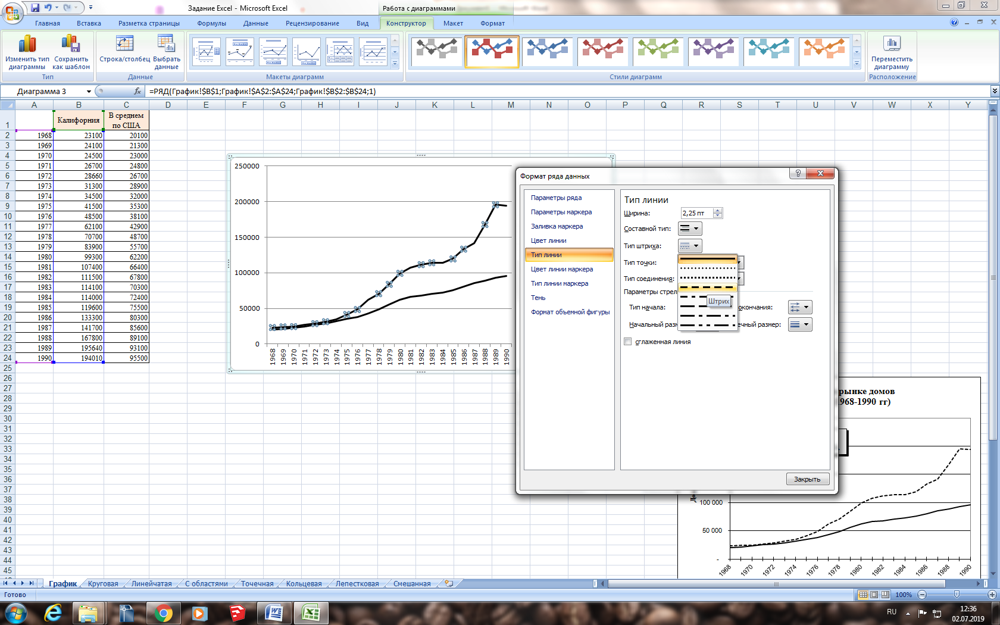 Задание Excel - Microsoft Excel
Работа с диаграммами
Главная Вставка Разметка страницы Формулы Данные Рецензирование Вид Конструктор Макет Формат
Изменить тип диаграммы
Сохранить как шаблон
Строка/столбец
Выбрать данные
Переместить диаграмму
Тип Данные Макеты диаграмм Стили диаграмм Расположение
Диаграмма 3
fx
=РЯД(График!$B$1;График!$A$2:$A$24;График!$B$2:$B$24;1)
A B C D E F G H I J K L M N O P Q R S T U V W X Y
1 Калифорния В среднем по США
2 1968 23100 20100
3 1969 24100 21300
4 1970 24500 23000
5 1971 26700 24800
6 1972 28660 26700
7 1973 31300 28900
8 1974 34500 32000
9 1975 41500 35300
10 1976 48500 38100
11 1977 62100 42900
12 1978 70700 48700
13 1979 83900 55700
14 1980 99300 62200
15 1981 107400 66400
16 1982 111500 67800
17 1983 114100 70300
18 1984 114000 72400
19 1985 119600 75500
20 1986 133300 80300
21 1987 141700 85600
22 1988 167800 89100
23 1989 195640 93100
24 1990 194010 95500
25
26
27
28
29
30
31
32
33
34
35
36
37
38
39
40
41
42
43
44
45
250000
200000
150000
100000
50000
0
1968 1969 1970 1971 1972 1973 1974 1975 1976 1977 1978 1979 1980 1981 1982 1983 1984 1985 1986 1987 1988 1989 1990
Формат ряда данных
?
Параметры ряда
Параметры маркера
Заливка маркера
Цвет линии
Тип линии
Цвет линии маркера
Тип линии маркера
Тень
Формат объемной фигуры
Тип линии
Ширина: 2,25 пт
Составной тип:
Тип штриха:
Тип точки:
Тип соединения:
Параметры стрел
Штрих
Тип начала: окончания:
Начальный разм ечный размер:
сглаженная линия
Закрыть
рынке домов
968-1990 гг)
100 000
50 000
-
1968 1970 1972 1974 1976 1978 1980 1982 1984 1986 1988 1990
График Круговая Линейчатая С областями Точечная Кольцевая Лепестковая Смешанная
Готово
100%
RU
12:36
02.07.2019